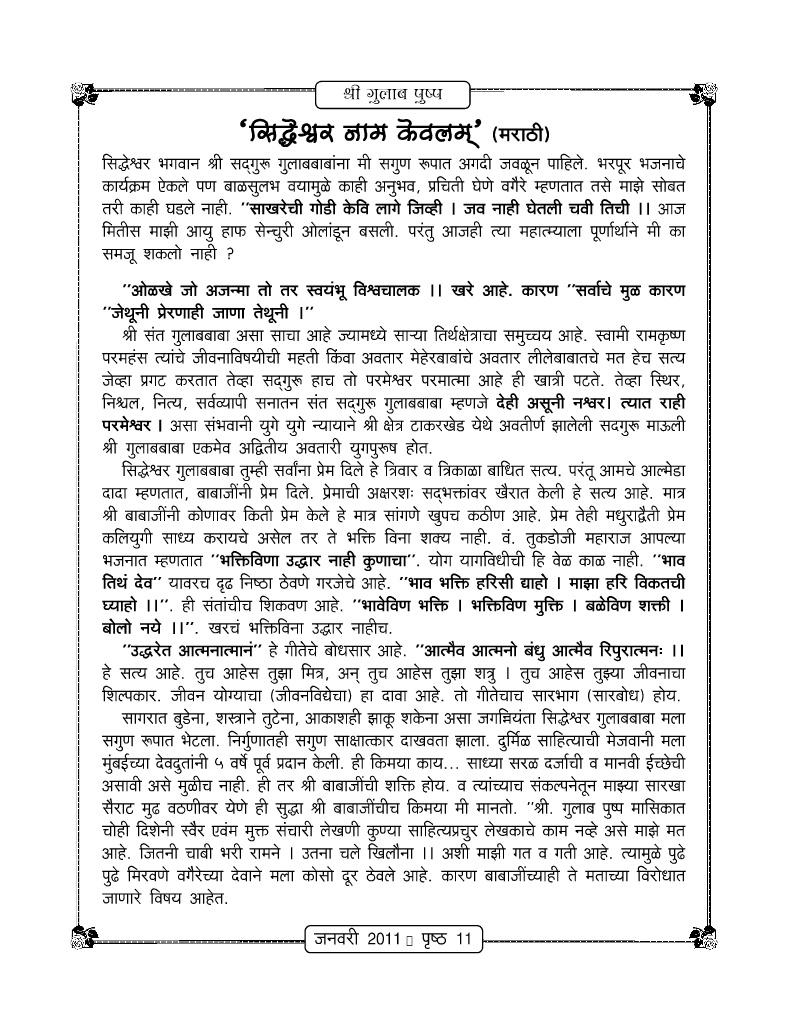 श्री गुलाब पुष्प
‘सिद्धेश्वर नाम केवलम्’ (मराठी)
सिद्धेश्वर भगवान श्री सद्‌गुरू गुलाबबाबांना मी सगुण रूपात अगदी जवळून पाहिले. भरपूर भजनाचे
कार्यक्रम ऐकले पण बाळसुलभ वयामुळे काही अनुभव, प्रचिती घेणे वगैरे म्हणतात तसे माझे सोबत
तरी काही घडले नाही. ‘‘साखरेची गोडी केवि लागे जिव्ही । जव नाही घेतली चवी तिची ।। आज
मितीस माझी आयु हाफ सेन्चुरी ओलांडून बसली. परंतु आजही त्या महात्म्याला पूर्णार्थाने मी का
समजू शकलो नाही ?
‘‘ओळखे जो अजन्मा तो तर स्वयंभू विश्वचालक ।। खरे आहे. कारण ‘‘सर्वाचे मुळ कारण
‘‘जेथूनी प्रेरणाही जाणा तेथूनी ।’’
श्री संत गुलाबबाबा असा साचा आहे ज्यामध्ये साऱ्या तिर्थक्षेत्राचा समुच्चय आहे. स्वामी रामकृष्ण
परमहंस त्यांचे जीवनाविषयीची महती किंवा अवतार मेहेरबाबांचे अवतार लीलेबाबातचे मत हेच सत्य
जेव्हा प्रगट करतात तेव्हा सद्‌गुरू हाच तो परमेश्वर परमात्मा आहे ही खात्री पटते. तेव्हा स्थिर,
निश्चल, नित्य, सर्वव्यापी सनातन संत सद्‌गुरू गुलाबबाबा म्हणजे देही असूनी नश्वर। त्यात राही
परमेश्वर । असा संभवानी युगे युगे न्यायाने श्री क्षेत्र टाकरखेड येथे अवतीर्ण झालेली सदगुरू माऊली
श्री गुलाबबाबा एकमेव अद्वितीय अवतारी युगपुरूष होत.
सिद्धेश्वर गुलाबबाबा तुम्ही सर्वांना प्रेम दिले हे त्रिवार व त्रिकाळा बाधित सत्य. परंतू आमचे आल्मेडा
दादा म्हणतात, बाबाजींनी प्रेम दिले. प्रेमाची अक्षरशः सद्‌भक्तांवर खैरात केली हे सत्य आहे. मात्र
श्री बाबाजींनी कोणावर किती प्रेम केले हे मात्र सांगणे खुपच कठीण आहे. प्रेम तेही मधुराद्वैती प्रेम
कलियुगी साध्य करायचे असेल तर ते भक्ति विना शक्य नाही. वं. तुकडोजी महाराज आपल्या
भजनात म्हणतात ‘‘भक्तिविणा उद्धार नाही कुणाचा’’. योग यागविधीची हि वेळ काळ नाही. ‘‘भाव
तिथं देव’’ यावरच दृढ निष्ठा ठेवणे गरजेचे आहे. ‘‘भाव भक्ति हरिसी द्याहो । माझा हरि विकतची
घ्याहो ।।’’. ही संतांचीच शिकवण आहे. ‘‘भावेविण भक्ति । भक्तिविण मुक्ति । बळेविण शक्ती ।
बोलो नये ।।’’. खरचं भक्तिविना उद्धार नाहीच.
‘‘उद्धरेत आत्मनात्मानं’’ हे गीतेचे बोधसार आहे. ‘‘आत्मैव आत्मनो बंधु आत्मैव रिपुरात्मनः ।।
हे सत्य आहे. तुच आहेस तुझा मित्र, अन् तुच आहेस तुझा शत्रु । तुच आहेस तुझ्या जीवनाचा
शिल्पकार. जीवन योग्याचा (जीवनविद्येचा) हा दावा आहे. तो गीतेचाच सारभाग (सारबोध) होय.
सागरात बुडेना, शस्त्राने तुटेना, आकाशही झाकू शकेना असा जगन्नियंता सिद्धेश्वर गुलाबबाबा मला
सगुण रूपात भेटला. निर्गुणातही सगुण साक्षात्कार दाखवता झाला. दुर्मिळ साहित्याची मेजवानी मला
मुंबईच्या देवदुतांनी ५ वर्षे पूर्व प्रदान केली. ही किमया काय... साध्या सरळ दर्जाची व मानवी ईच्छेची
असावी असे मुळीच नाही. ही तर श्री बाबाजींची शक्ति होय. व त्यांच्याच संकल्पनेतून माझ्या सारखा
सैराट मुढ वठणीवर येणे ही सुद्धा श्री बाबाजींचीच किमया मी मानतो. ‘‘श्री. गुलाब पुष्प मासिकात
चोही दिशेनी स्वैर एवंम मुक्त संचारी लेखणी कुण्या साहित्यप्रचुर लेखकाचे काम नव्हे असे माझे मत
आहे. जितनी चाबी भरी रामने । उतना चले खिलौना ।। अशी माझी गत व गती आहे. त्यामुळे पुढे
पुढे मिरवणे वगैरेच्या देवाने मला कोसो दूर ठेवले आहे. कारण बाबाजींच्याही ते मताच्या विरोधात
जाणारे विषय आहेत.
जनवरी 2011 ▯ पृष्ठ 11